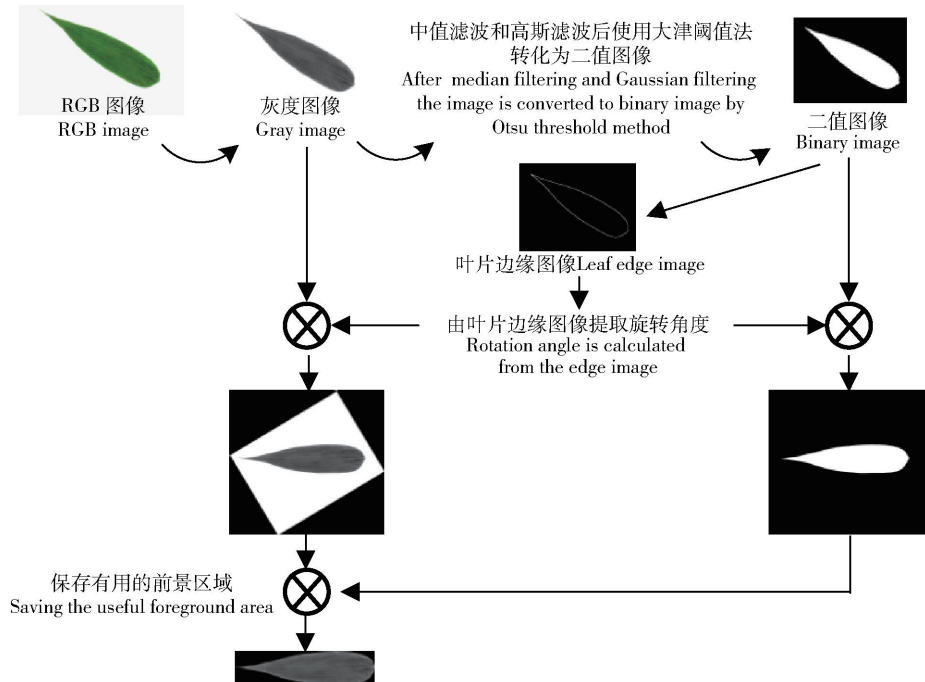 RGB 图像
RGB image
灰度图像
Gray image
中值滤波和高斯滤波后使用大津阈值法
转化为二值图像
After median filtering and Gaussian filtering
the image is converted to binary image by
Otsu threshold method
二值图像
Binary image
叶片边缘图像Leaf edge image
由叶片边缘图像提取旋转角度
Rotation angle is calculated
from the edge image
保存有用的前景区域
Saving the useful foreground area